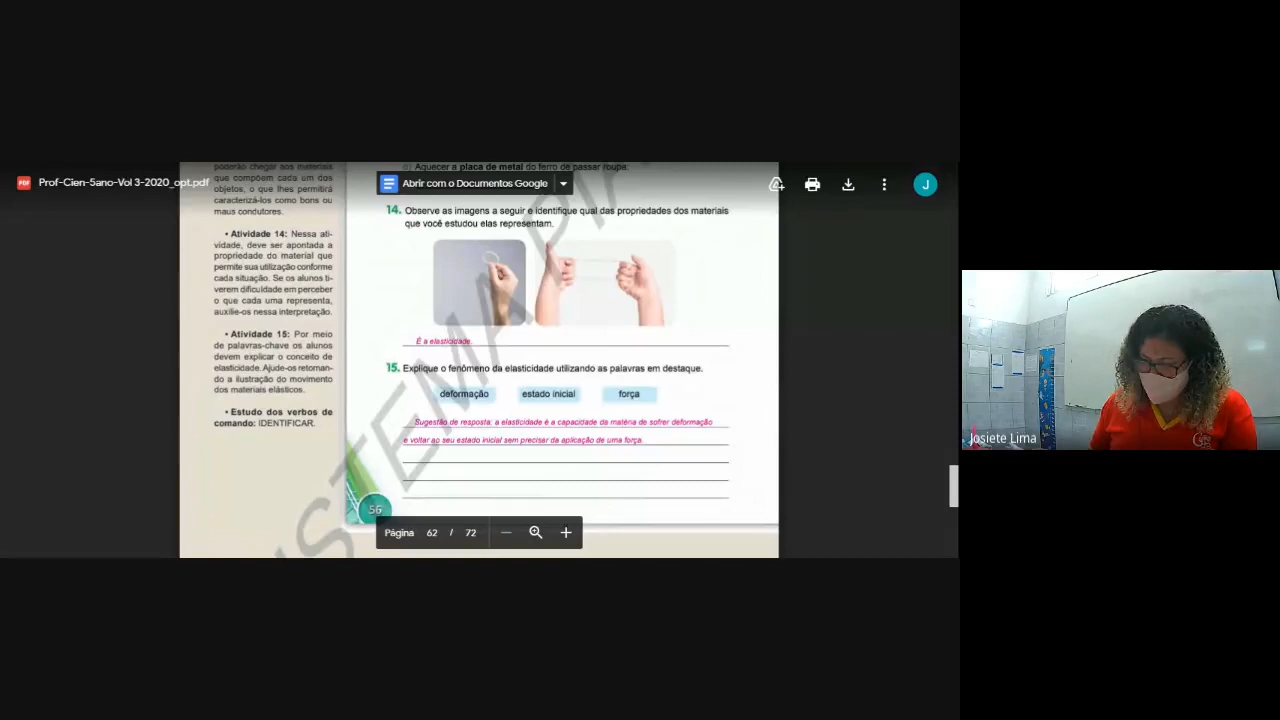 poderão chegar aos materiais
que compõem cada um dos
objetos, o que lhes permitirá
caracterizá-los como bons ou
maus condutores.
• Atividade 14: Nessa ati-
vidade, deve ser apontada a
propriedade do material que
permite sua utilização conforme
cada situação. Se os alunos ti-
verem dificuldade em perceber
o que cada uma representa,
auxilie-os nessa interpretação.
• Atividade 15: Por meio
de palavras-chave os alunos
devem explicar o conceito de
elasticidade. Ajude-os retoman-
do a ilustração do movimento
dos materiais elásticos.
• Estudo dos verbos de
comando: IDENTIFICAR.
PDF Prof-Cien-5ano-Vol 3-2020_opt.pdf
Aquecer a placa de metal do ferro de passar roupa.
Abrir com o Documentos Google
J
14. Observe as imagens a seguir e identifique qual das propriedades dos materiais
que você estudou elas representam.
É a elasticidade.
15. Explique o fenômeno da elasticidade utilizando as palavras em destaque.
deformação estado inicial força
Sugestão de resposta: a elasticidade é a capacidade da matéria de sofrer deformação
e voltar ao seu estado inicial sem precisar da aplicação de uma força.
56
Página 62 / 72
Josiete Lima